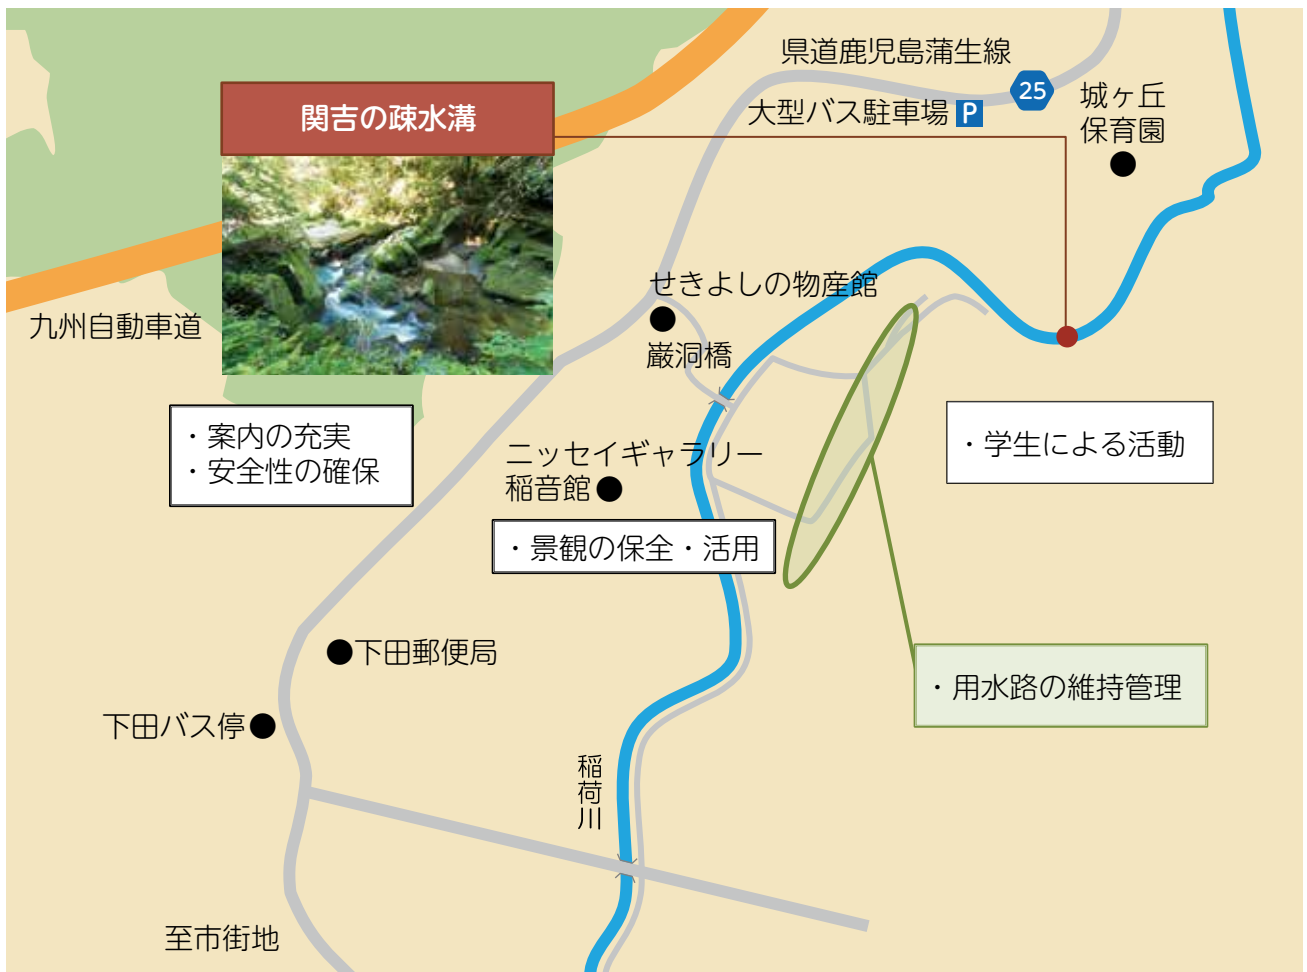 県道鹿児島蒲生線
25
大型バス駐車場 P
城ヶ丘
保育園
関吉の疎水溝
せきよしの物産館
九州自動車道
巌洞橋
・案内の充実
・安全性の確保
ニッセイギャラリー
稲音館
・学生による活動
・景観の保全・活用
下田郵便局
・用水路の維持管理
下田バス停
稲荷川
至市街地